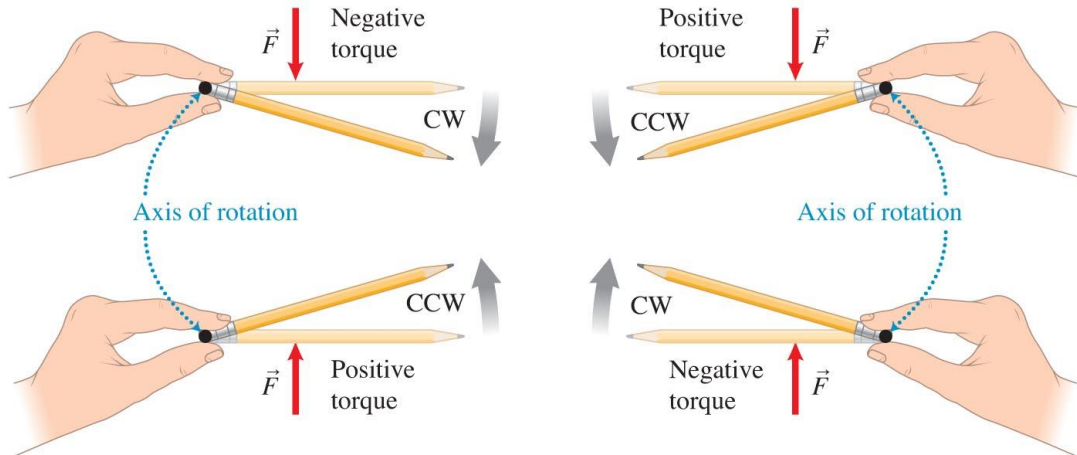 Negative
torque
F
CW
Positive
torque
F
CCW
Axis of rotation
Axis of rotation
CCW
F
Positive
torque
CW
Negative
torque
F